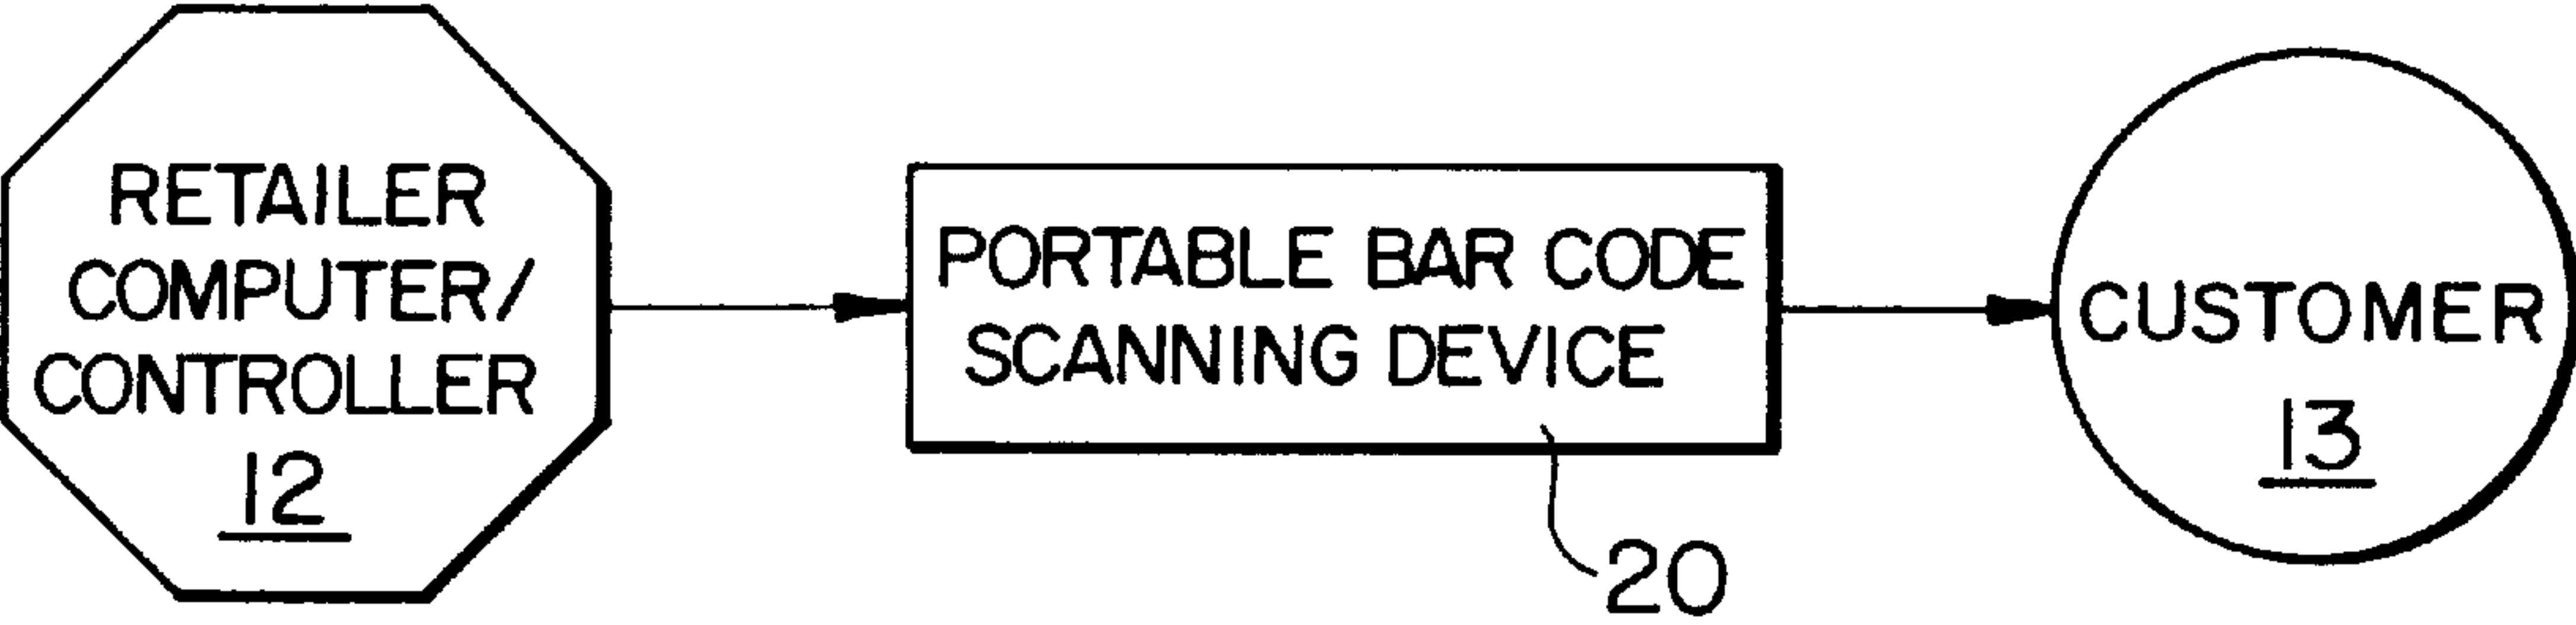 RETAILER
COMPUTER/
CONTROLLER
12
PORTABLE BAR CODE
SCANNING DEVICE
20
CUSTOMER
13